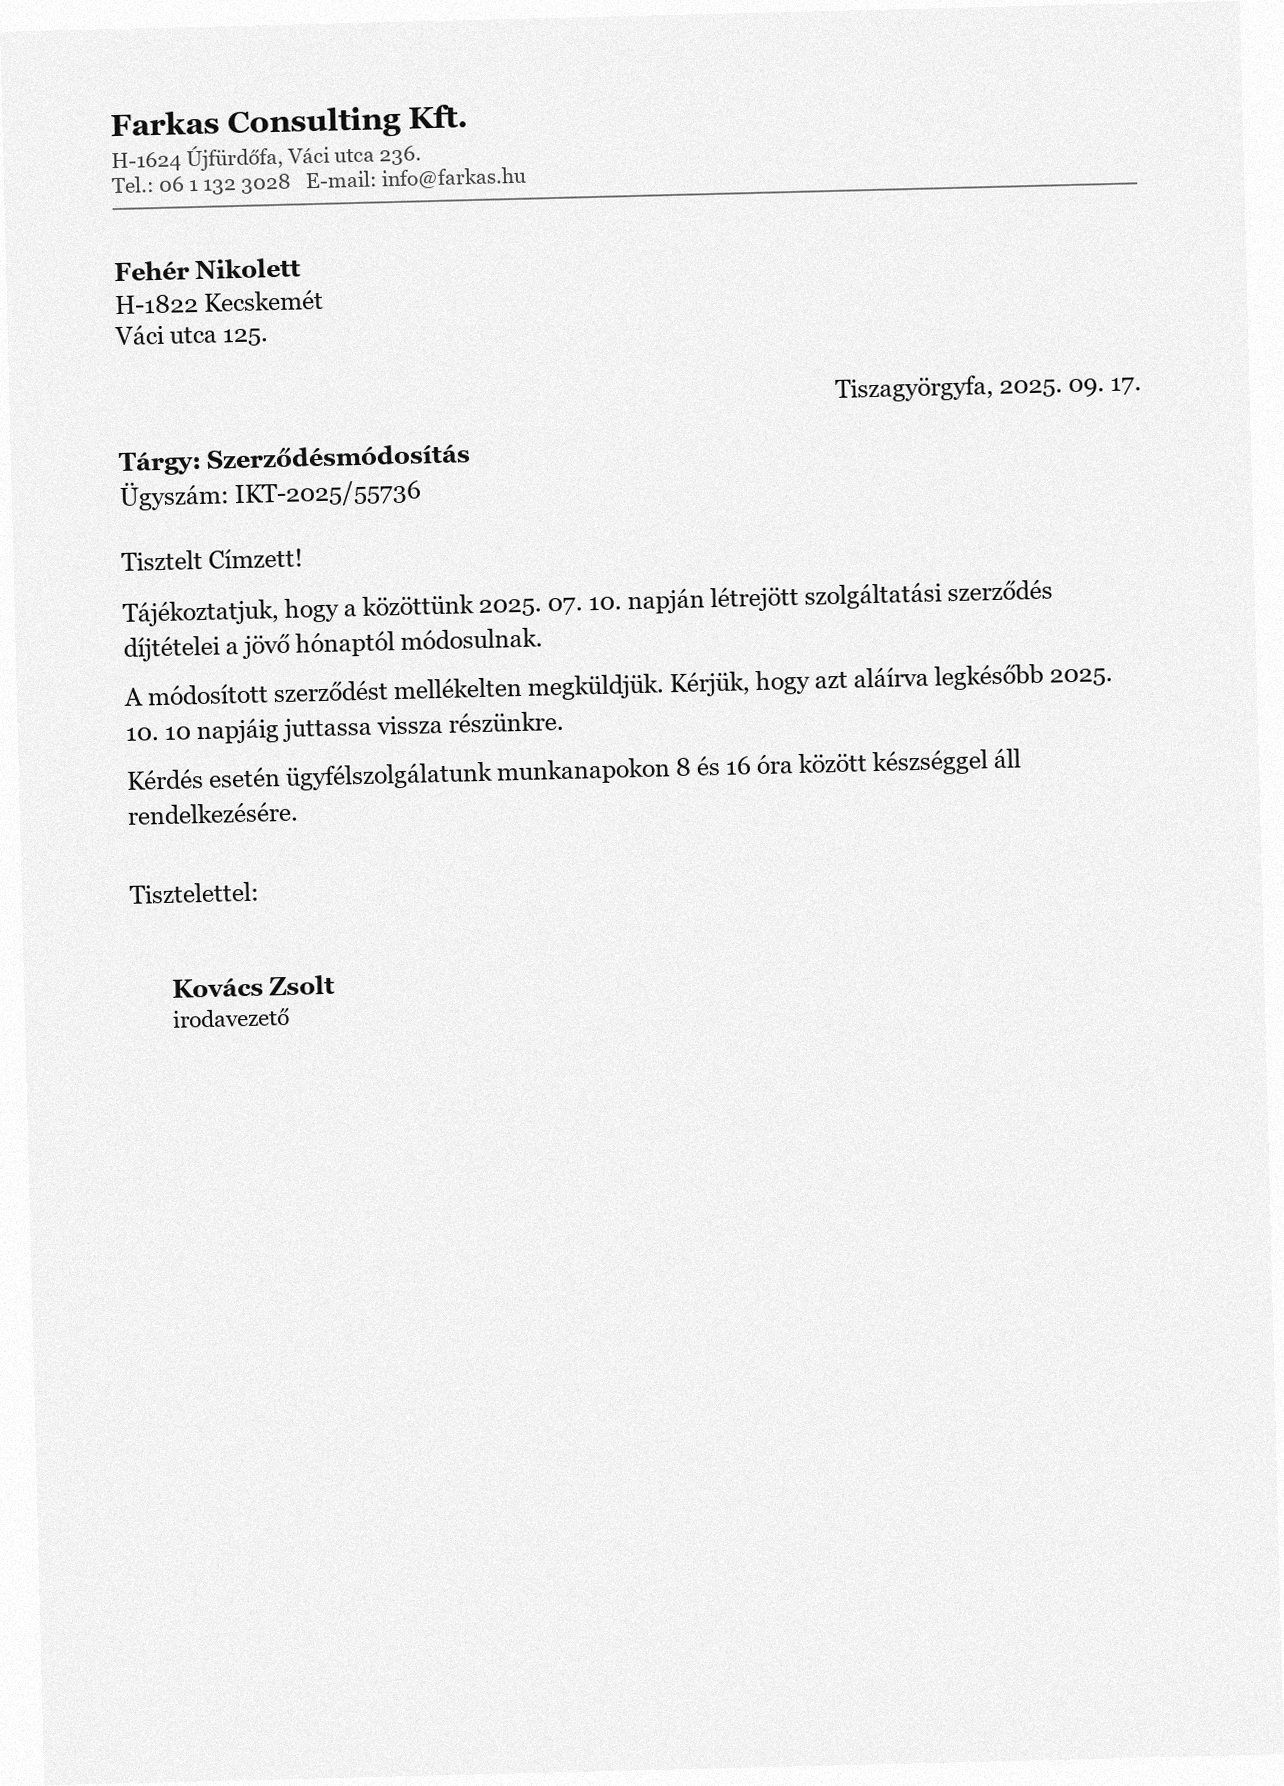 Farkas Consulting Kft.
H-1624 Újfürdőfa, Váci utca 236.
Tel.: 06 1 132 3028 E-mail: info@farkas.hu
Fehér Nikolett
H-1822 Kecskemét
Váci utca 125.
Tiszagyörgyfa, 2025. 09. 17.
Tárgy: Szerződésmódosítás
Ügyszám: IKT-2025/55736
Tisztelt Címzett!
Tájékoztatjuk, hogy a közöttünk 2025. 07. 10. napján létrejött szolgáltatási szerződés
díjtételei a jövő hónaptól módosulnak.
A módosított szerződést mellékelten megküldjük. Kérjük, hogy azt aláírva legkésőbb 2025.
10. 10 napjáig juttassa vissza részünkre.
Kérdés esetén ügyfélszolgálatunk munkanapokon 8 és 16 óra között készséggel áll
rendelkezésére.
Tisztelettel:
Kovács Zsolt
irodavezető